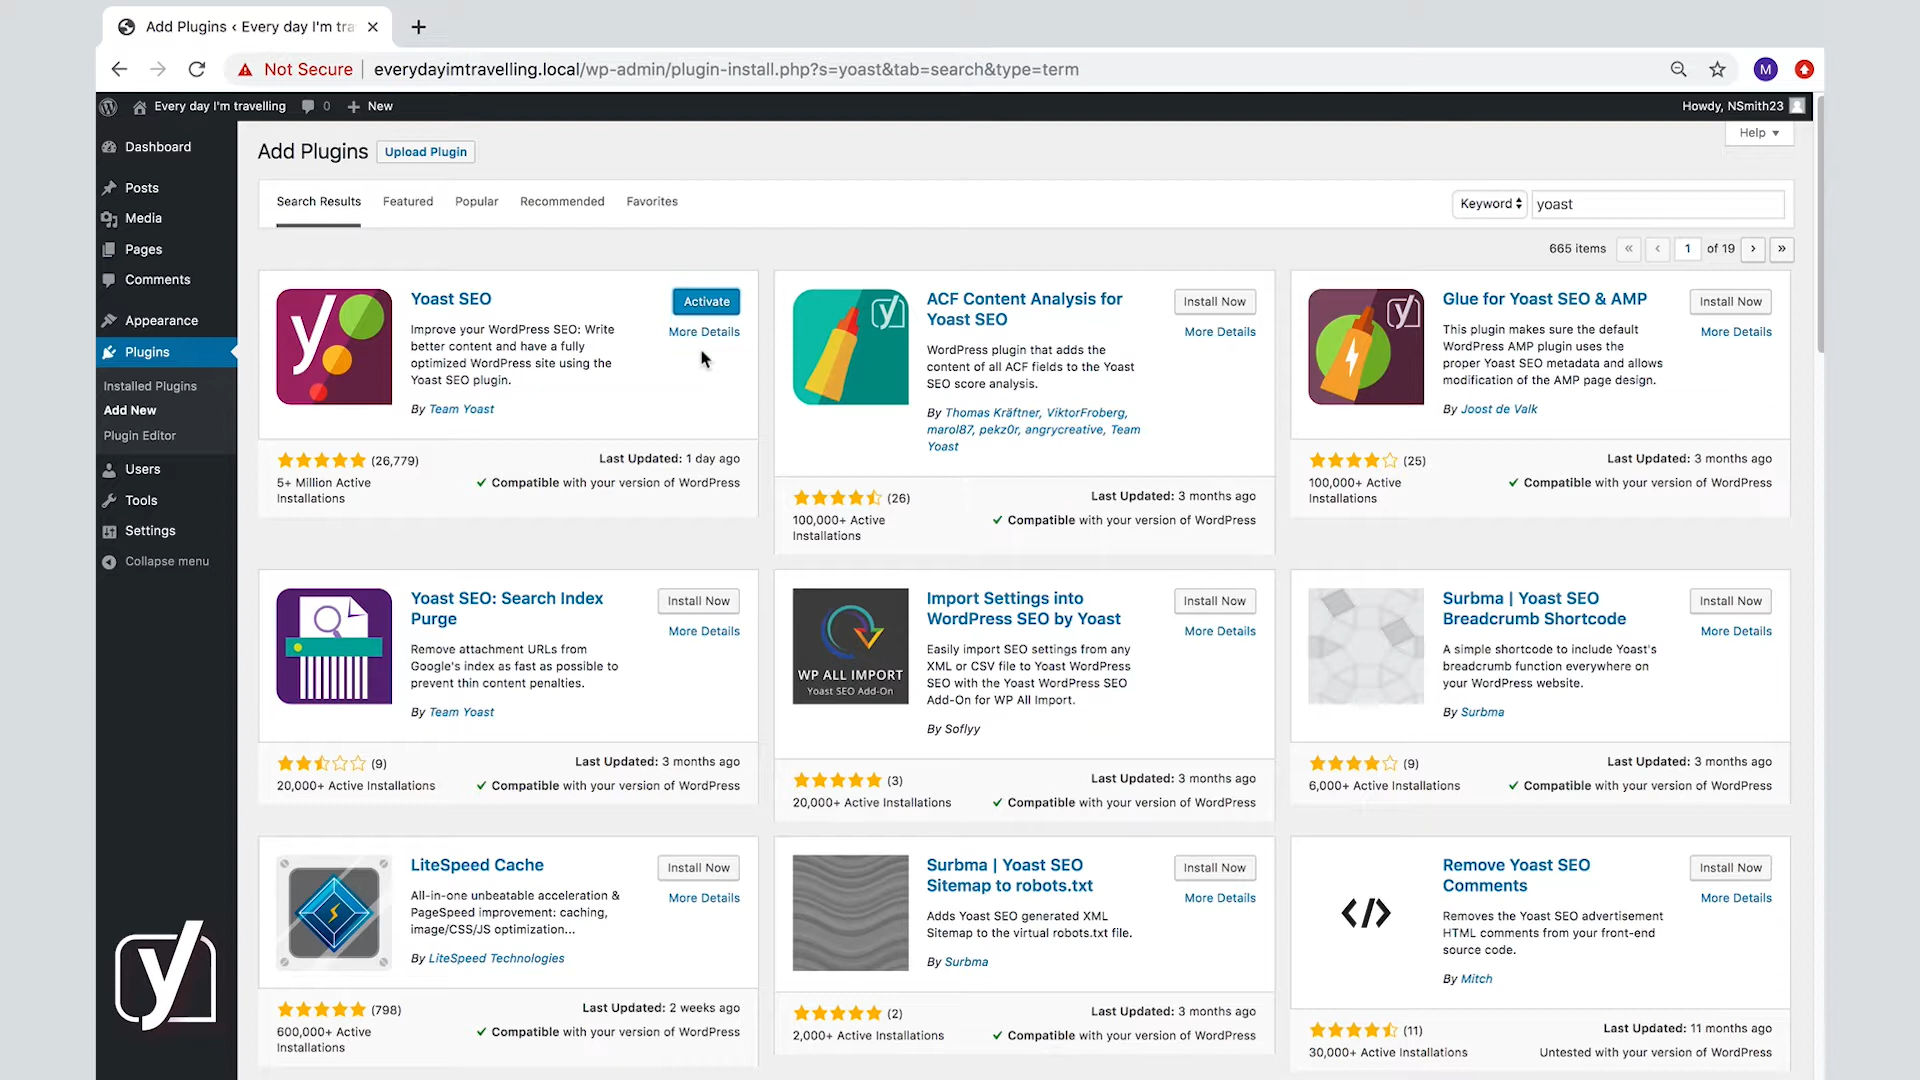 Add Plugins ‹ Every day I'm tra
Not Secure
everydayimtravelling.local/wp-admin/plugin-install.php?s=yoast&tab=search&type=term
M
Every day I'm travelling
0
New
Howdy, NSmith23
Dashboard
Posts
Media
Pages
Comments
Appearance
Plugins
Installed Plugins
Add New
Plugin Editor
Users
Tools
Settings
Collapse menu
Add Plugins
Upload Plugin
Help
Search Results
Featured
Popular
Recommended
Favorites
Keyword
yoast
665 items
«
‹
1
of 19
›
»
Yoast SEO
Activate
More Details
Improve your WordPress SEO: Write
better content and have a fully
optimized WordPress site using the
Yoast SEO plugin.
By Team Yoast
(26,779)
5+ Million Active
Installations
Last Updated: 1 day ago
Compatible with your version of WordPress
ACF Content Analysis for
Yoast SEO
Install Now
More Details
WordPress plugin that adds the
content of all ACF fields to the Yoast
SEO score analysis.
By Thomas Kräftner, ViktorFroberg,
marol87, pekz0r, angrycreative, Team
Yoast
(26)
100,000+ Active
Installations
Last Updated: 3 months ago
Compatible with your version of WordPress
Glue for Yoast SEO & AMP
Install Now
More Details
This plugin makes sure the default
WordPress AMP plugin uses the
proper Yoast SEO metadata and allows
modification of the AMP page design.
By Joost de Valk
(25)
100,000+ Active
Installations
Last Updated: 3 months ago
Compatible with your version of WordPress
Yoast SEO: Search Index
Purge
Install Now
More Details
Remove attachment URLs from
Google's index as fast as possible to
prevent thin content penalties.
By Team Yoast
(9)
20,000+ Active Installations
Last Updated: 3 months ago
Compatible with your version of WordPress
WP ALL IMPORT
Yoast SEO Add-On
Import Settings into
WordPress SEO by Yoast
Install Now
More Details
Easily import SEO settings from any
XML or CSV file to Yoast WordPress
SEO with the Yoast WordPress SEO
Add-On for WP All Import.
By Soflyy
(3)
20,000+ Active Installations
Last Updated: 3 months ago
Compatible with your version of WordPress
Surbma | Yoast SEO
Breadcrumb Shortcode
Install Now
More Details
A simple shortcode to include Yoast's
breadcrumb function everywhere on
your WordPress website.
By Surbma
(9)
6,000+ Active Installations
Last Updated: 3 months ago
Compatible with your version of WordPress
LiteSpeed Cache
Install Now
More Details
All-in-one unbeatable acceleration &
PageSpeed improvement: caching,
image/CSS/JS optimization...
By LiteSpeed Technologies
(798)
600,000+ Active
Installations
Last Updated: 2 weeks ago
Compatible with your version of WordPress
Surbma | Yoast SEO
Sitemap to robots.txt
Install Now
More Details
Adds Yoast SEO generated XML
Sitemap to the virtual robots.txt file.
By Surbma
(2)
2,000+ Active Installations
Last Updated: 3 months ago
Compatible with your version of WordPress
</>
Remove Yoast SEO
Comments
Install Now
More Details
Removes the Yoast SEO advertisement
HTML comments from your front-end
source code.
By Mitch
(11)
30,000+ Active Installations
Last Updated: 11 months ago
Untested with your version of WordPress
y